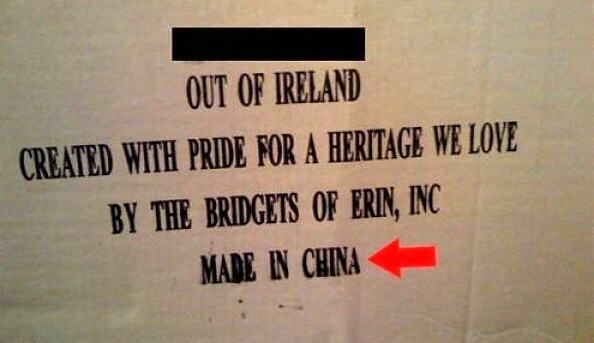 OUT OF IRELAND
CREATED WITH PRIDE FOR A HERITAGE WE LOVE
BY THE BRIDGETS OF ERIN, INC
MADE IN CHINA